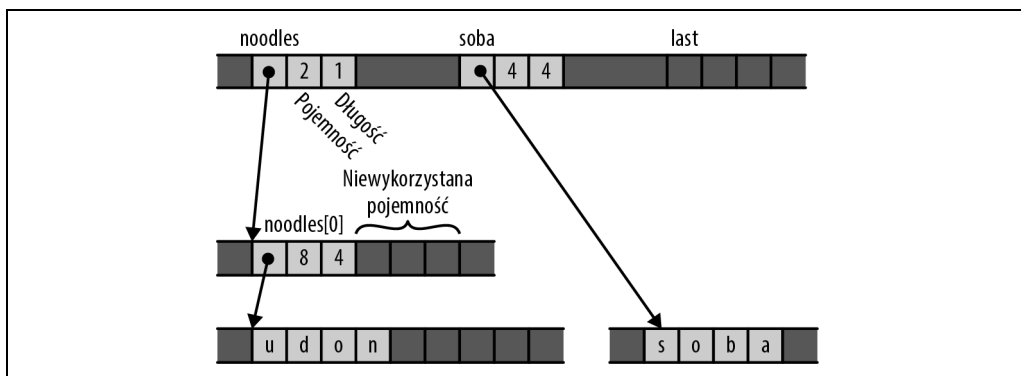 noodles soba last
2 1 4 4
Pojemność
Długość
Niewykorzystana
pojemność
noodles[0]
8 4
u d o n s o b a